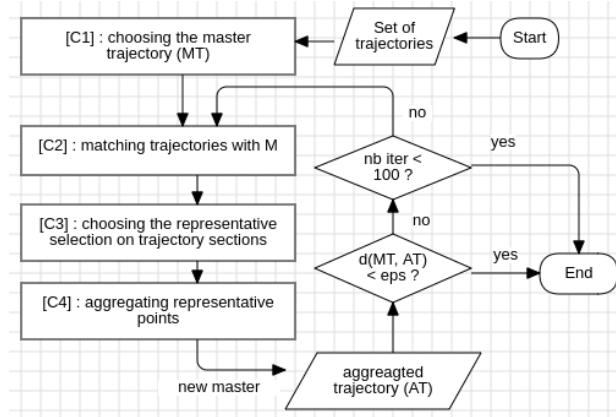 Start
Set of
trajectories
[C1] : choosing the master
trajectory (MT)
[C2] : matching trajectories with M
[C3] : choosing the representative
selection on trajectory sections
[C4] : aggregating representative
points
new master
aggreagted
trajectory (AT)
d(MT, AT)
< eps ?
yes
no
nb iter <
100 ?
yes
no
End